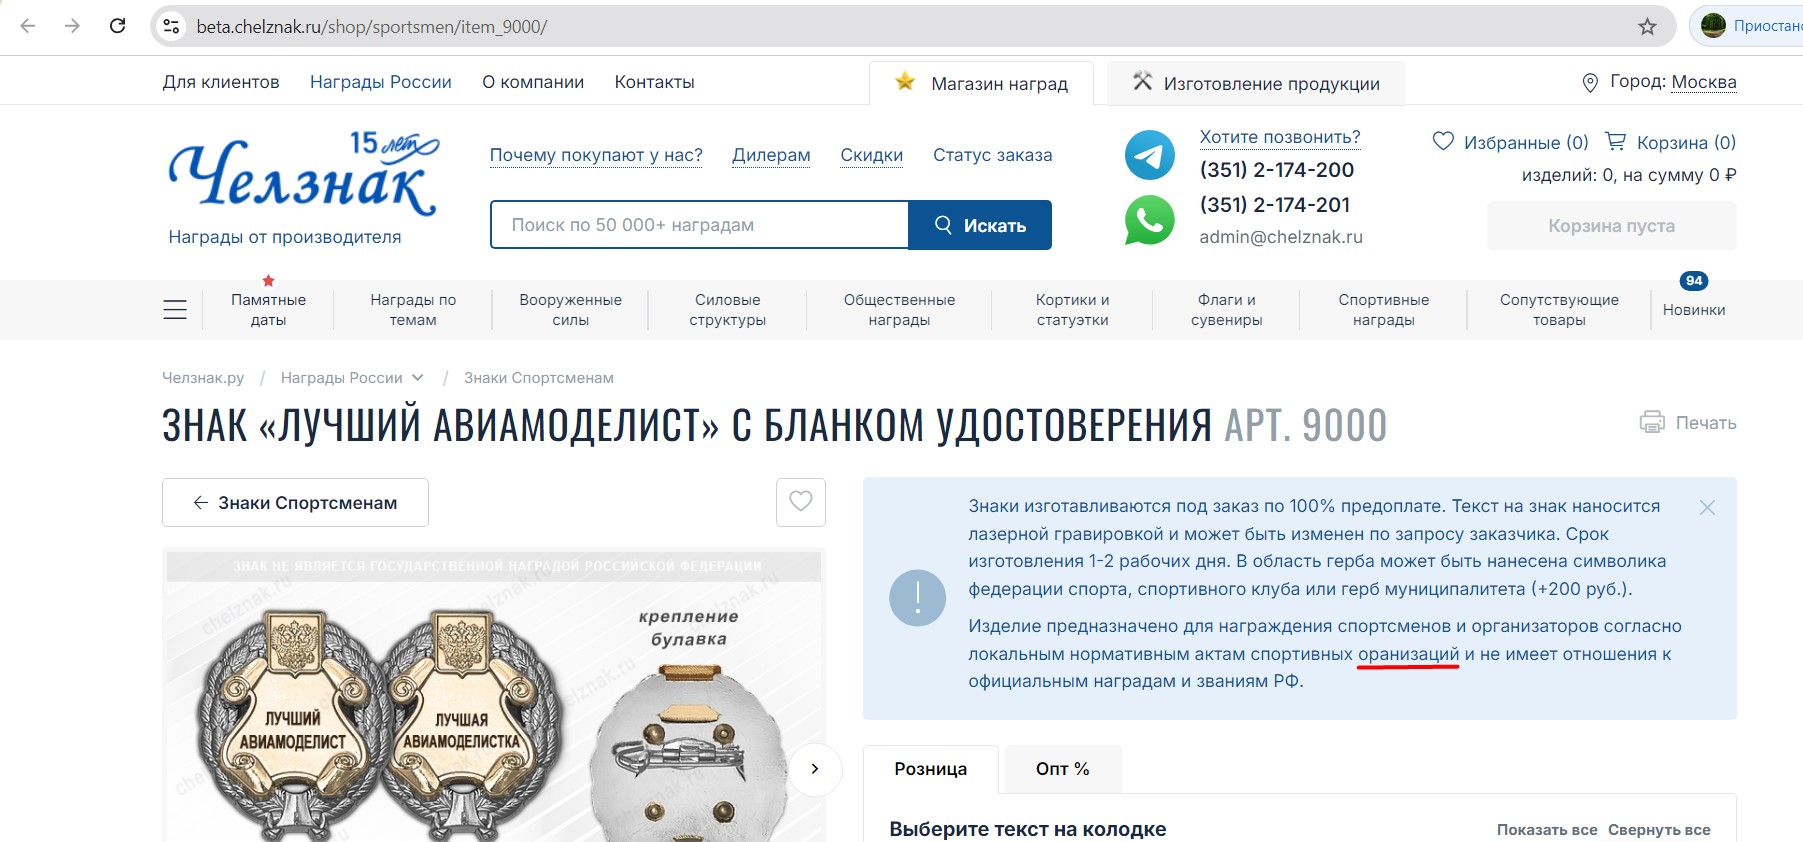 beta.chelznak.ru/shop/sportsmen/item_9000/
Приостано
Для клиентов Награды России О компании Контакты Магазин наград Изготовление продукции Город: Москва
15 лет
Челзнак
Награды от производителя
Почему покупают у нас? Дилерам Скидки Статус заказа
Поиск по 50 000+ наградам Искать
Хотите позвонить?
(351) 2-174-200
(351) 2-174-201
admin@chelznak.ru
Избранные (0) Корзина (0)
изделий: 0, на сумму 0 ₽
Корзина пуста
Памятные даты
Награды по темам
Вооруженные силы
Силовые структуры
Общественные награды
Кортики и статуэтки
Флаги и сувениры
Спортивные награды
Сопутствующие товары
94
Новинки
Челзнак.ру / Награды России / Знаки Спортсменам
ЗНАК «ЛУЧШИЙ АВИАМОДЕЛИСТ» С БЛАНКОМ УДОСТОВЕРЕНИЯ АРТ. 9000
Печать
← Знаки Спортсменам
ЗНАК НЕ ЯВЛЯЕТСЯ ГОСУДАРСТВЕННОЙ НАГРАДОЙ РОССИЙСКОЙ ФЕДЕРАЦИИ
chelznak.ru
крепление
булавка
ЛУЧШИЙ
АВИАМОДЕЛИСТ
ЛУЧШАЯ
АВИАМОДЕЛИСТКА
Знаки изготавливаются под заказ по 100% предоплате. Текст на знак наносится
лазерной гравировкой и может быть изменен по запросу заказчика. Срок
изготовления 1-2 рабочих дня. В область герба может быть нанесена символика
федерации спорта, спортивного клуба или герб муниципалитета (+200 руб.).
Изделие предназначено для награждения спортсменов и организаторов согласно
локальным нормативным актам спортивных оранизаций и не имеет отношения к
официальным наградам и званиям РФ.
Розница Опт %
Выберите текст на колодке
Показать все Свернуть все